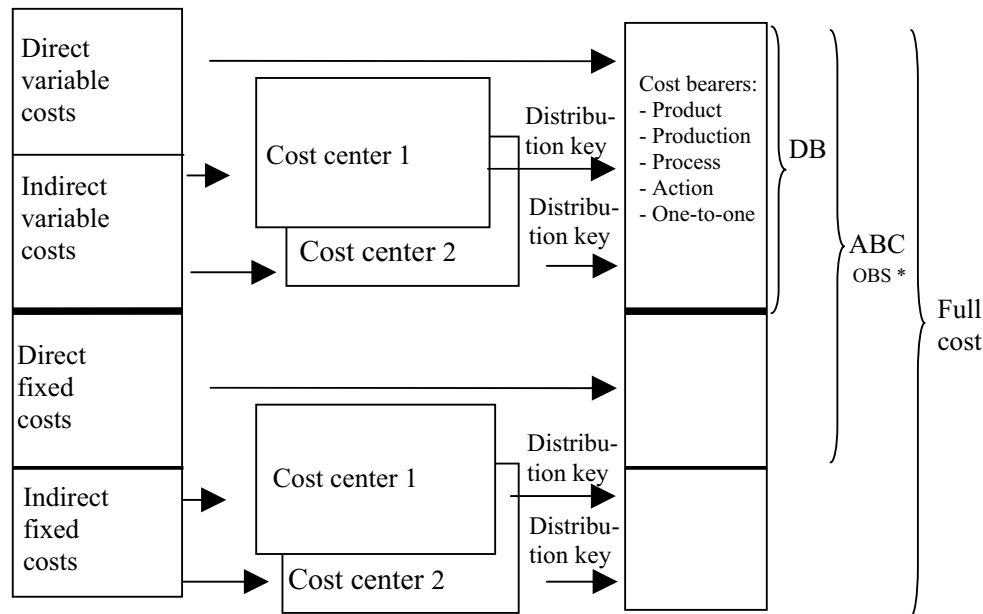 Direct
variable
costs
Indirect
variable
costs
Direct
fixed
costs
Indirect
fixed
costs
Cost center 1
Cost center 2
Distribu-
tion key
Distribu-
tion key
Cost center 1
Cost center 2
Distribu-
tion key
Distribu-
tion key
Cost bearers:
- Product
- Production
- Process
- Action
- One-to-one
DB
ABC
OBS *
Full
cost